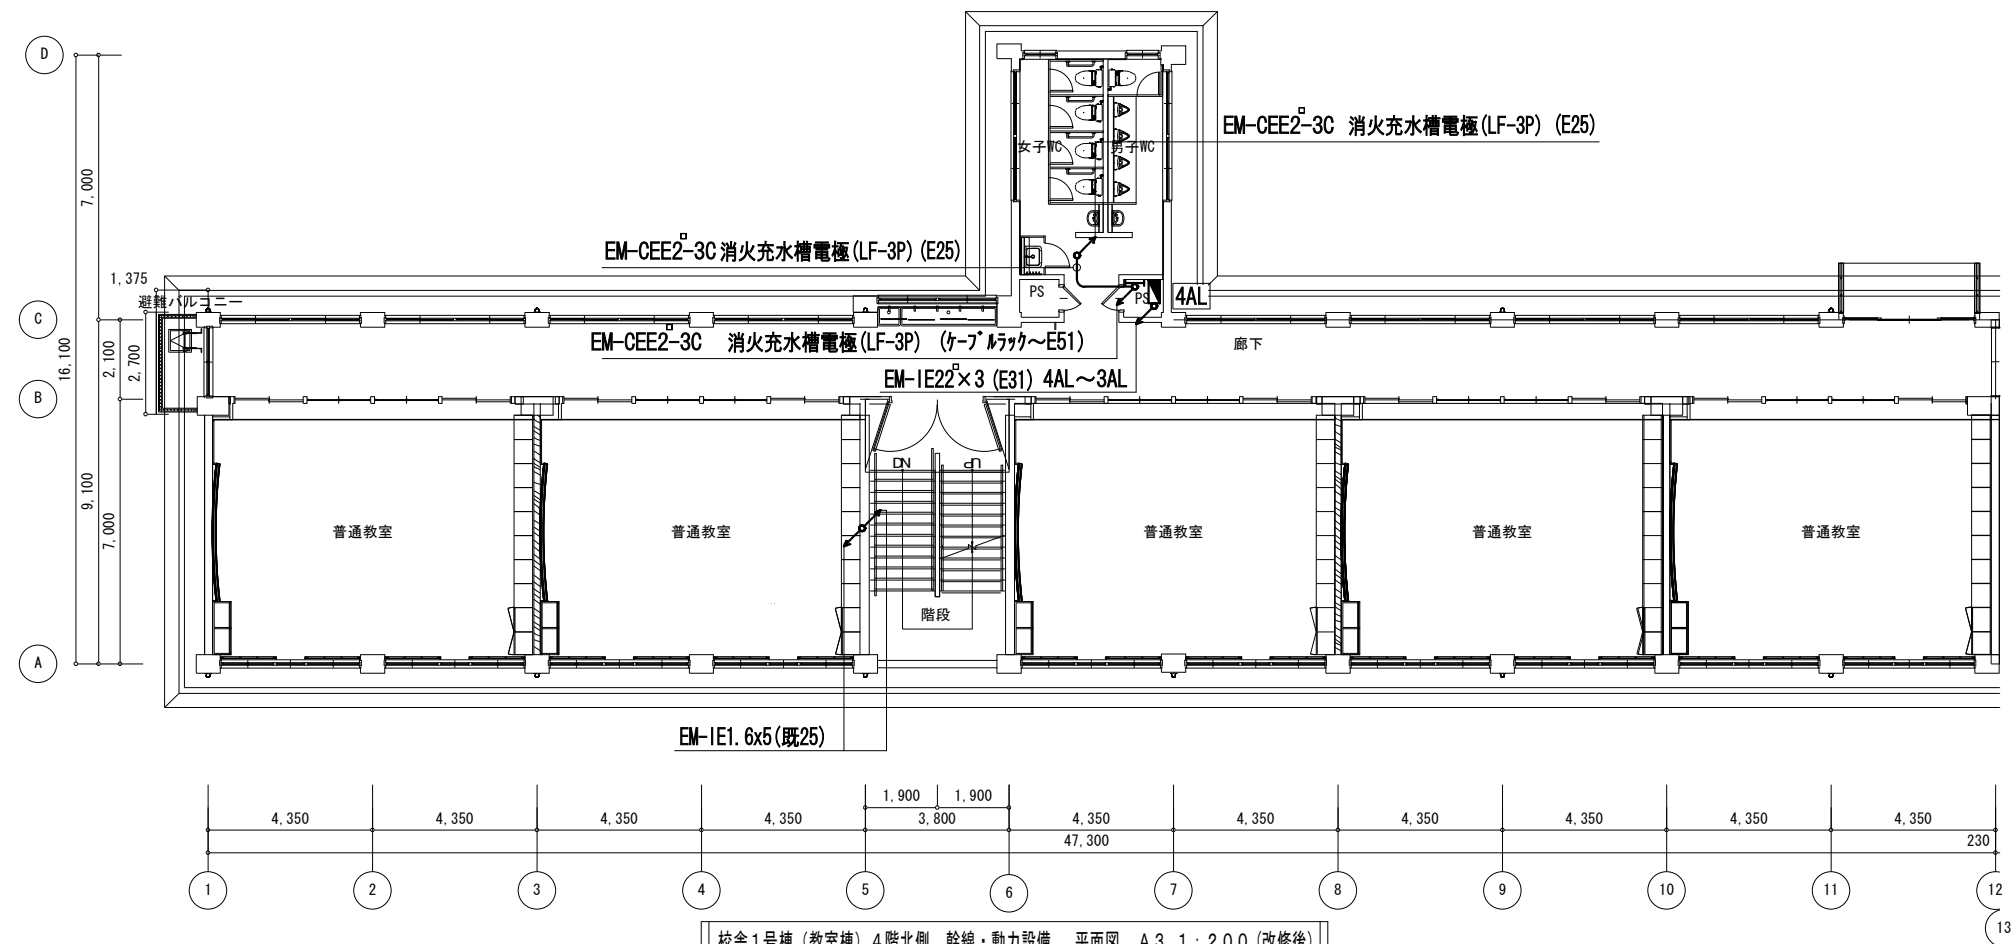 D
7,000
EM-CEE2□-3C 消火充水槽電極(LF-3P) (E25)
女子WC
男子WC
EM-CEE2□-3C 消火充水槽電極(LF-3P) (E25)
1,375
避難バルコニー
PS
PS
4AL
C
16,100
2,100
2,700
EM-CEE2□-3C 消火充水槽電極(LF-3P) (ケーブルラック~E51)
廊下
EM-IE22□×3 (E31) 4AL~3AL
B
DN
UP
9,100
7,000
普通教室
普通教室
普通教室
普通教室
普通教室
階段
A
EM-IE1.6x5(既25)
1,900
1,900
4,350
4,350
4,350
4,350
3,800
4,350
4,350
4,350
4,350
4,350
4,350
47,300
230
1
2
3
4
5
6
7
8
9
10
11
12
13
校舎1号棟 (教室棟) 4階北側 幹線・動力設備 平面図 A3 1:200 (改修後)